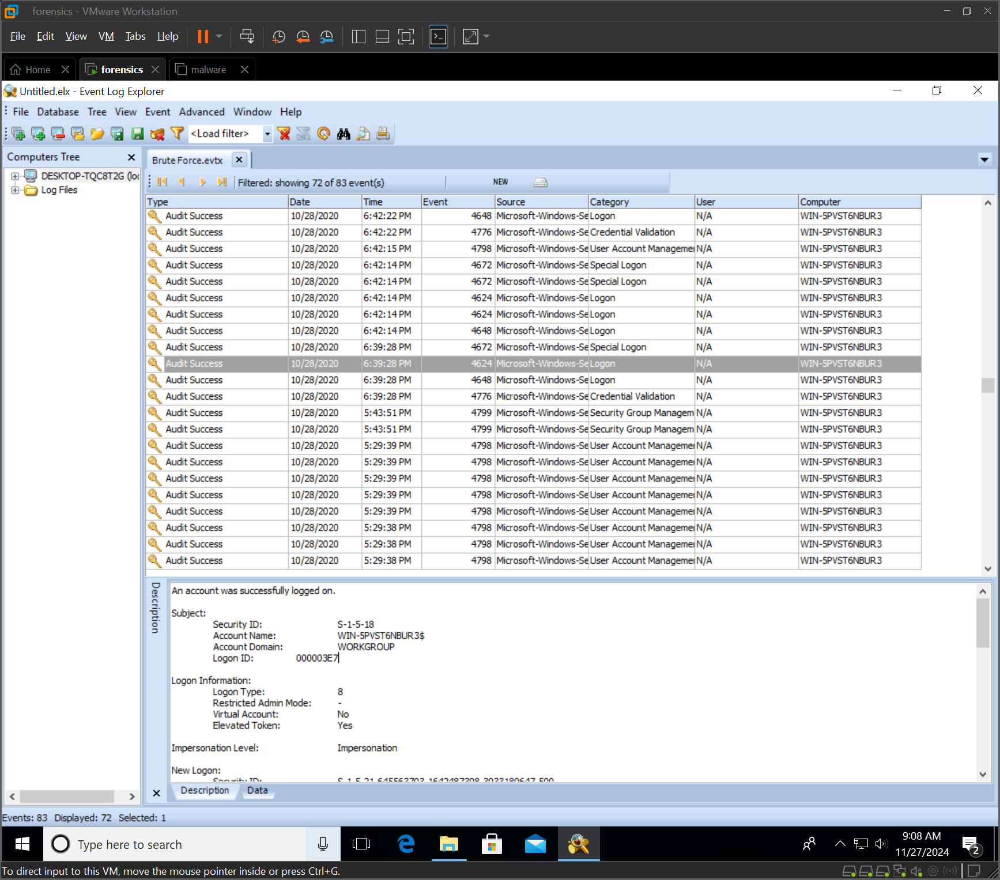 forensics - VMware Workstation
File Edit View VM Tabs Help
Home forensics malware
Untitled.elx - Event Log Explorer
File Database Tree View Event Advanced Window Help
<Load filter>
Computers Tree
DESKTOP-TQC8T2G (loc
Log Files
Brute Force.evtx
Filtered: showing 72 of 83 event(s) NEW
Type Date Time Event Source Category User Computer
Audit Success 10/28/2020 6:42:22 PM 4648 Microsoft-Windows-Se Logon N/A WIN-5PVST6NBUR3
Audit Success 10/28/2020 6:42:22 PM 4776 Microsoft-Windows-Se Credential Validation N/A WIN-5PVST6NBUR3
Audit Success 10/28/2020 6:42:15 PM 4798 Microsoft-Windows-Se User Account Managemen N/A WIN-5PVST6NBUR3
Audit Success 10/28/2020 6:42:14 PM 4672 Microsoft-Windows-Se Special Logon N/A WIN-5PVST6NBUR3
Audit Success 10/28/2020 6:42:14 PM 4672 Microsoft-Windows-Se Special Logon N/A WIN-5PVST6NBUR3
Audit Success 10/28/2020 6:42:14 PM 4624 Microsoft-Windows-Se Logon N/A WIN-5PVST6NBUR3
Audit Success 10/28/2020 6:42:14 PM 4624 Microsoft-Windows-Se Logon N/A WIN-5PVST6NBUR3
Audit Success 10/28/2020 6:42:14 PM 4648 Microsoft-Windows-Se Logon N/A WIN-5PVST6NBUR3
Audit Success 10/28/2020 6:39:28 PM 4672 Microsoft-Windows-Se Special Logon N/A WIN-5PVST6NBUR3
Audit Success 10/28/2020 6:39:28 PM 4624 Microsoft-Windows-Se Logon N/A WIN-5PVST6NBUR3
Audit Success 10/28/2020 6:39:28 PM 4648 Microsoft-Windows-Se Logon N/A WIN-5PVST6NBUR3
Audit Success 10/28/2020 6:39:28 PM 4776 Microsoft-Windows-Se Credential Validation N/A WIN-5PVST6NBUR3
Audit Success 10/28/2020 5:43:51 PM 4799 Microsoft-Windows-Se Security Group Managem N/A WIN-5PVST6NBUR3
Audit Success 10/28/2020 5:43:51 PM 4799 Microsoft-Windows-Se Security Group Managem N/A WIN-5PVST6NBUR3
Audit Success 10/28/2020 5:29:39 PM 4798 Microsoft-Windows-Se User Account Managemen N/A WIN-5PVST6NBUR3
Audit Success 10/28/2020 5:29:39 PM 4798 Microsoft-Windows-Se User Account Managemen N/A WIN-5PVST6NBUR3
Audit Success 10/28/2020 5:29:39 PM 4798 Microsoft-Windows-Se User Account Managemen N/A WIN-5PVST6NBUR3
Audit Success 10/28/2020 5:29:39 PM 4798 Microsoft-Windows-Se User Account Managemen N/A WIN-5PVST6NBUR3
Audit Success 10/28/2020 5:29:39 PM 4798 Microsoft-Windows-Se User Account Managemen N/A WIN-5PVST6NBUR3
Audit Success 10/28/2020 5:29:38 PM 4798 Microsoft-Windows-Se User Account Managemen N/A WIN-5PVST6NBUR3
Audit Success 10/28/2020 5:29:38 PM 4798 Microsoft-Windows-Se User Account Managemen N/A WIN-5PVST6NBUR3
Audit Success 10/28/2020 5:29:38 PM 4798 Microsoft-Windows-Se User Account Managemen N/A WIN-5PVST6NBUR3
Description
An account was successfully logged on.
Subject:
Security ID: S-1-5-18
Account Name: WIN-5PVST6NBUR3$
Account Domain: WORKGROUP
Logon ID: 000003E7
Logon Information:
Logon Type: 8
Restricted Admin Mode: -
Virtual Account: No
Elevated Token: Yes
Impersonation Level: Impersonation
New Logon:
Security ID:
Description Data
Events: 83 Displayed: 72 Selected: 1
Type here to search
9:08 AM
11/27/2024
2
To direct input to this VM, move the mouse pointer inside or press Ctrl+G.